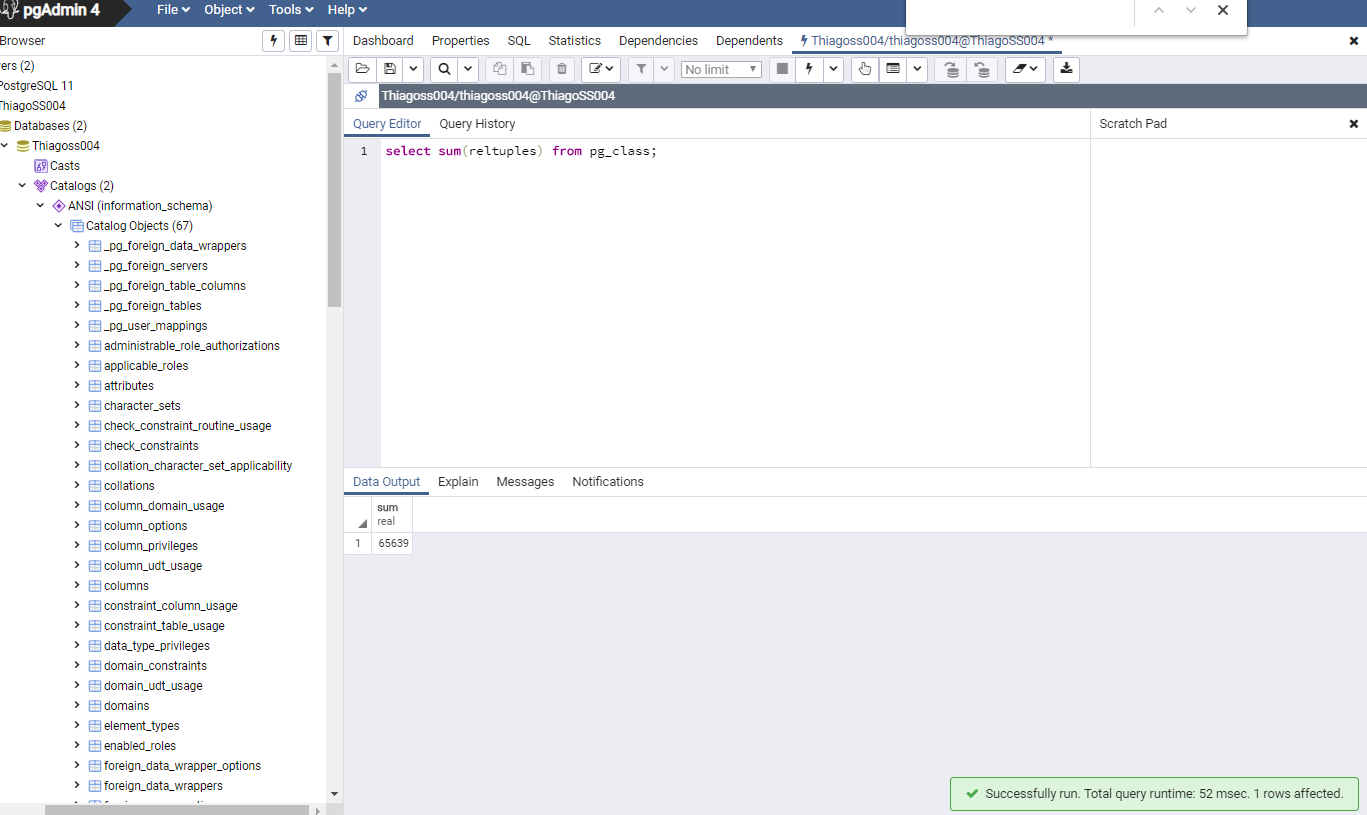 pgAdmin 4
File
Object
Tools
Help
Browser
Dashboard
Properties
SQL
Statistics
Dependencies
Dependents
Thiagoss004/thiagoss004@ThiagoSS004 *
ers (2)
PostgreSQL 11
ThiagoSS004
Databases (2)
Thiagoss004
Casts
Catalogs (2)
ANSI (information_schema)
Catalog Objects (67)
_pg_foreign_data_wrappers
_pg_foreign_servers
_pg_foreign_table_columns
_pg_foreign_tables
_pg_user_mappings
administrable_role_authorizations
applicable_roles
attributes
character_sets
check_constraint_routine_usage
check_constraints
collation_character_set_applicability
collations
column_domain_usage
column_options
column_privileges
column_udt_usage
columns
constraint_column_usage
constraint_table_usage
data_type_privileges
domain_constraints
domain_udt_usage
domains
element_types
enabled_roles
foreign_data_wrapper_options
foreign_data_wrappers
No limit
Thiagoss004/thiagoss004@ThiagoSS004
Query Editor
Query History
Scratch Pad
1 select sum(reltuples) from pg_class;
Data Output
Explain
Messages
Notifications
sum
real
1 65639
Successfully run. Total query runtime: 52 msec. 1 rows affected.